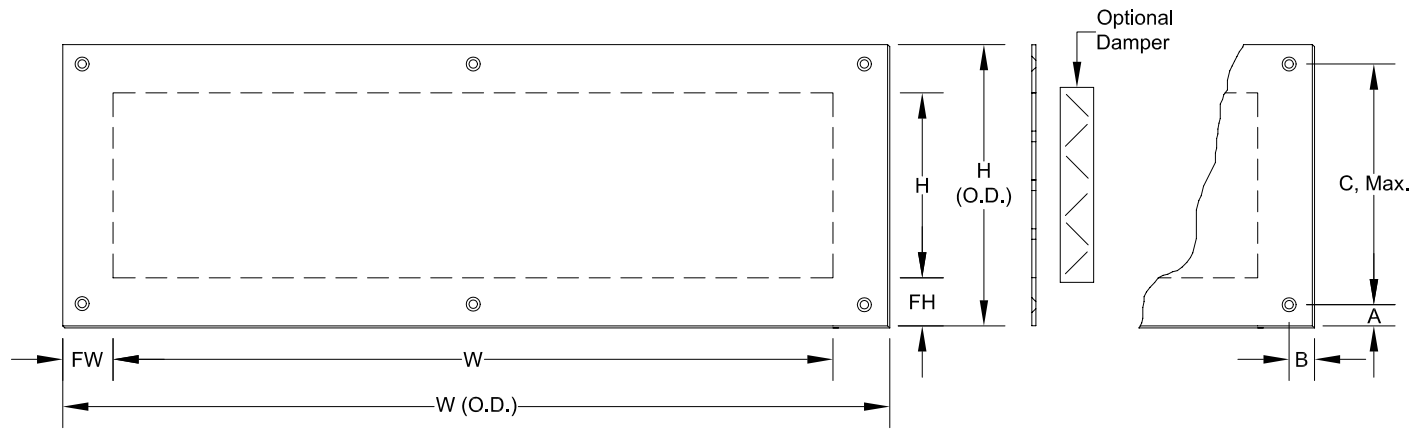 Optional
Damper
H
H
(O.D.)
C, Max.
FH
A
FW
W
B
W (O.D.)